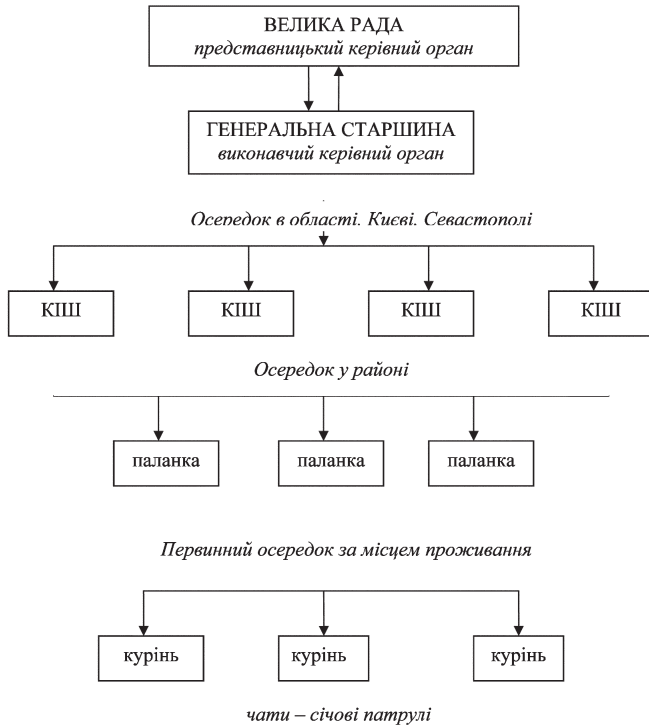 ВЕЛИКА РАДА
представницький керівний орган
ГЕНЕРАЛЬНА СТАРШИНА
виконавчий керівний орган
Осередок в області. Києві. Севастополі
КІШ КІШ КІШ КІШ
Осередок у районі
паланка паланка паланка
Первинний осередок за місцем проживання
курінь курінь курінь
чати – січові патрулі